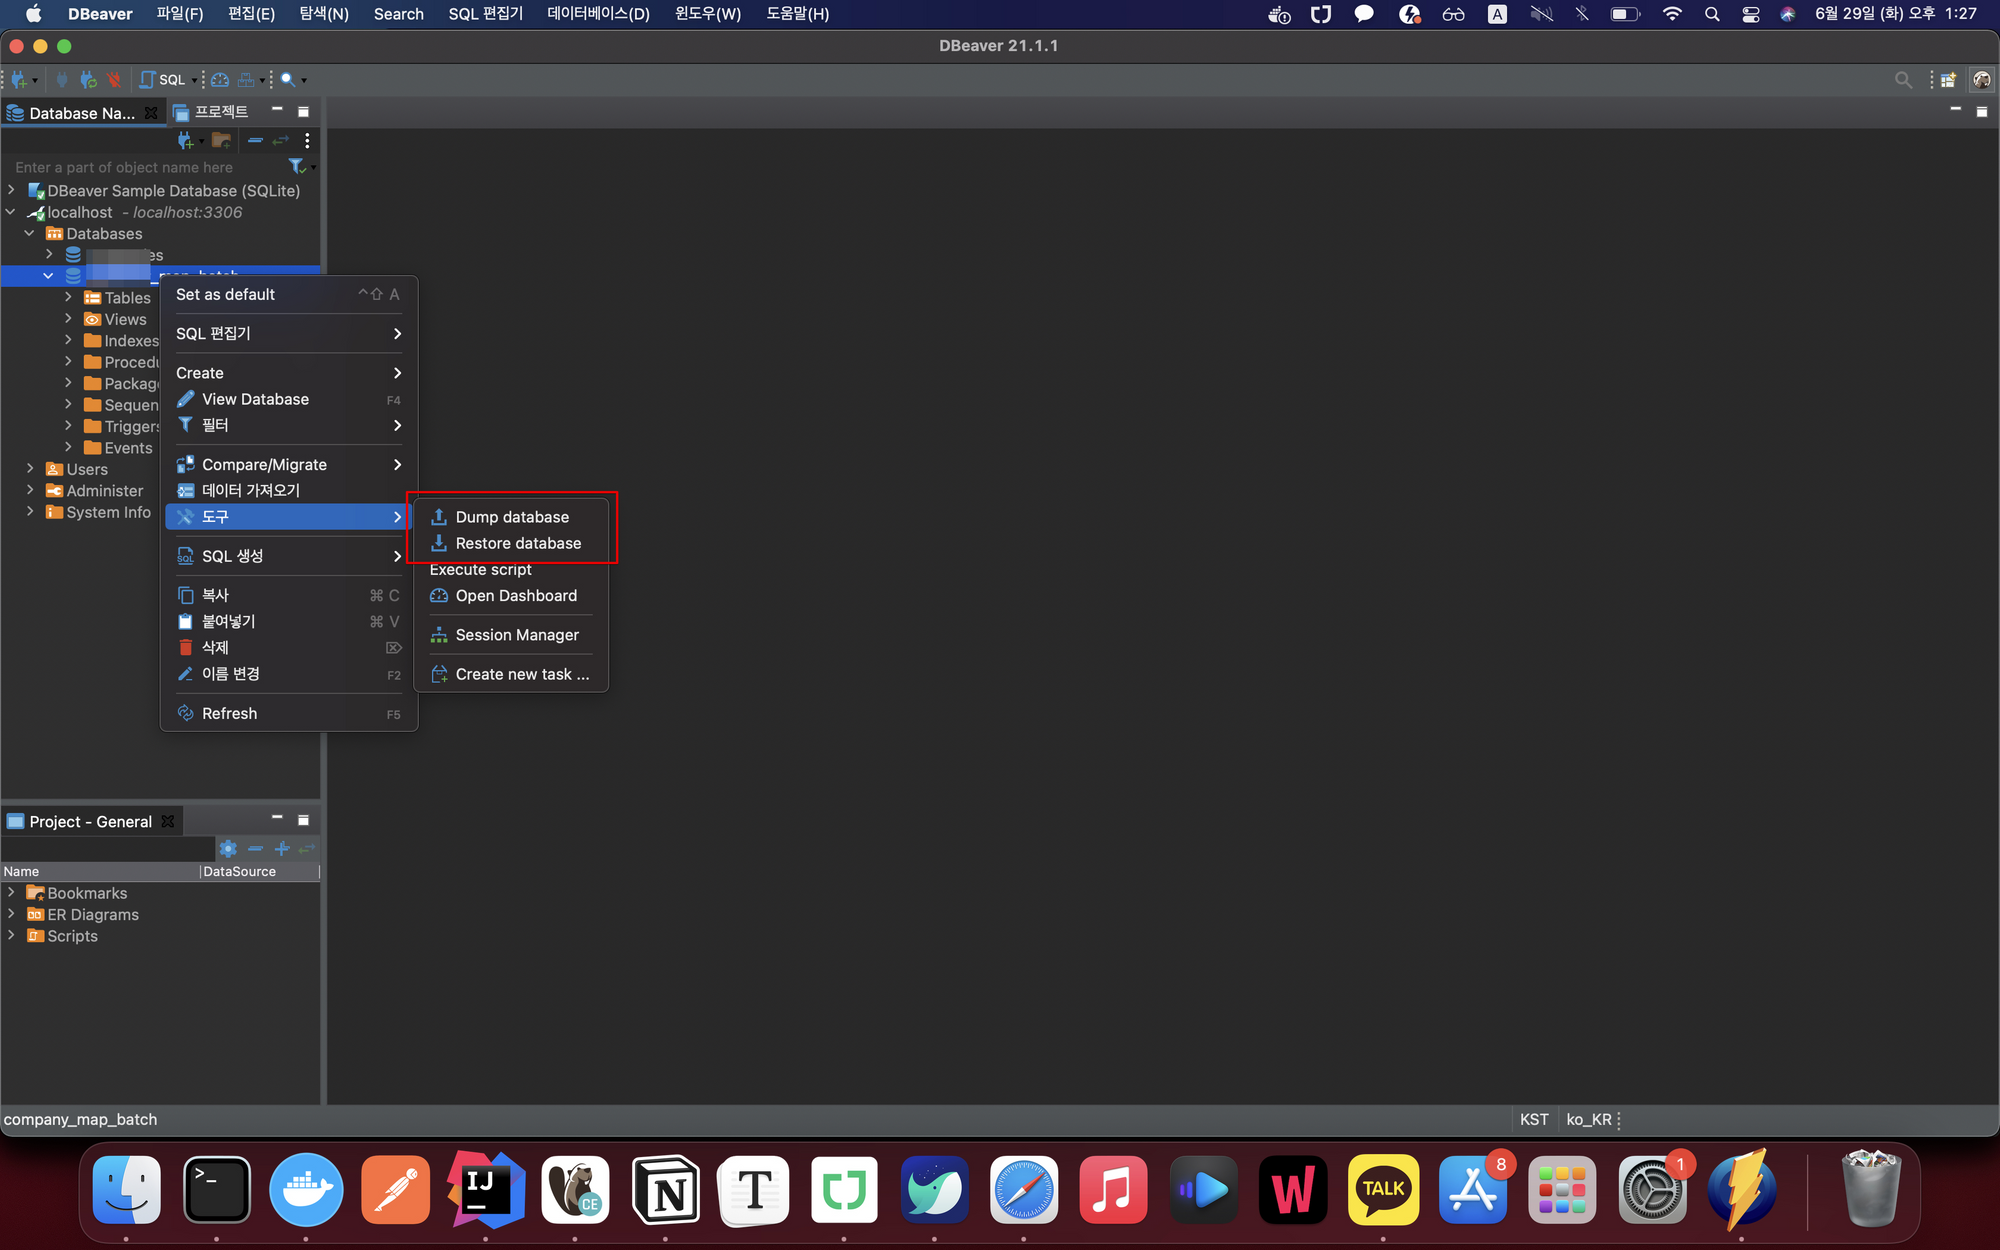 DBeaver 파일(F) 편집(E) 탐색(N) Search SQL 편집기 데이터베이스(D) 윈도우(W) 도움말(H) A 6월 29일 (화) 오후 1:27
DBeaver 21.1.1
SQL
Database Na... 프로젝트
Enter a part of object name here
DBeaver Sample Database (SQLite)
localhost - localhost:3306
Databases
es
_map_batch
Tables
Views
Indexes
Procedu
Packag
Sequen
Triggers
Events
Users
Administer
System Info
Set as default ^⇧ A
SQL 편집기
Create
View Database F4
필터
Compare/Migrate
데이터 가져오기
도구
SQL 생성
복사 ⌘ C
붙여넣기 ⌘ V
삭제 ⌦
이름 변경 F2
Refresh F5
Dump database
Restore database
Execute script
Open Dashboard
Session Manager
Create new task ...
Project - General
Name DataSource
Bookmarks
ER Diagrams
Scripts
company_map_batch KST ko_KR
>_ IJ CE N T W TALK 8 1